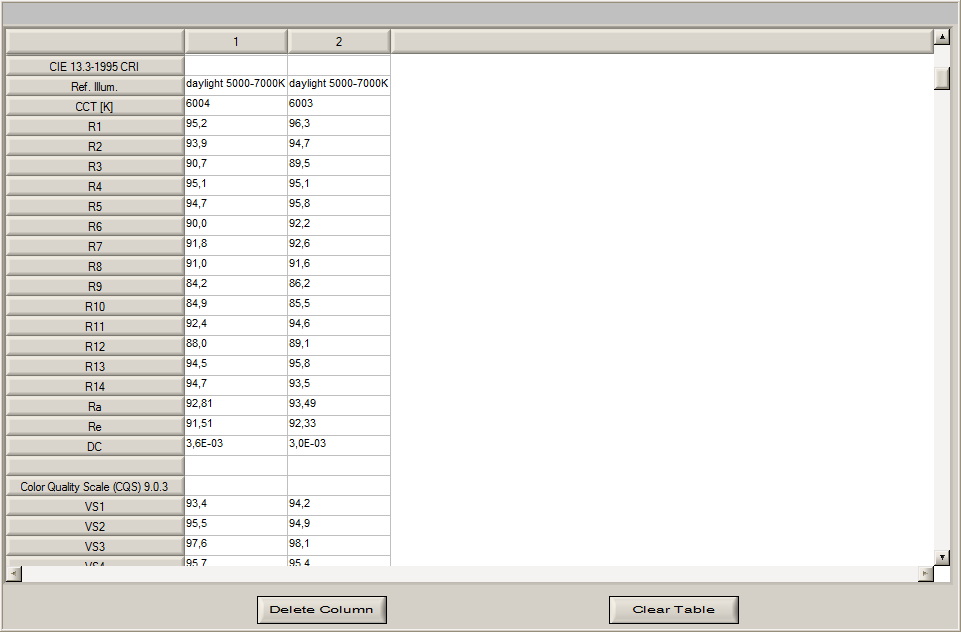 1 2
CIE 13.3-1995 CRI
Ref. Illum. daylight 5000-7000K daylight 5000-7000K
CCT [K] 6004 6003
R1 95,2 96,3
R2 93,9 94,7
R3 90,7 89,5
R4 95,1 95,1
R5 94,7 95,8
R6 90,0 92,2
R7 91,8 92,6
R8 91,0 91,6
R9 84,2 86,2
R10 84,9 85,5
R11 92,4 94,6
R12 88,0 89,1
R13 94,5 95,8
R14 94,7 93,5
Ra 92,81 93,49
Re 91,51 92,33
DC 3,6E-03 3,0E-03
Color Quality Scale (CQS) 9.0.3
VS1 93,4 94,2
VS2 95,5 94,9
VS3 97,6 98,1
VS4 95,7 95,4
Delete Column Clear Table